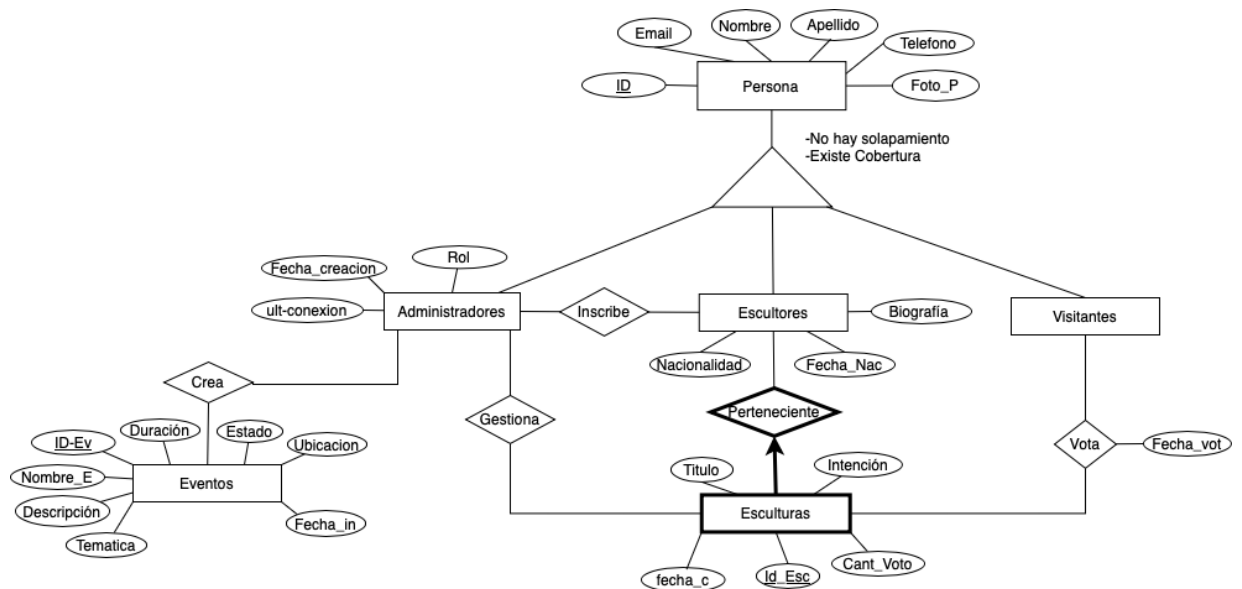 Email
Nombre
Apellido
Telefono
ID
Persona
Foto_P
-No hay solapamiento
-Existe Cobertura
Fecha_creacion
Rol
ult-conexion
Administradores
Inscribe
Escultores
Biografía
Visitantes
Nacionalidad
Fecha_Nac
Crea
Gestiona
Perteneciente
Vota
Fecha_vot
ID-Ev
Duración
Estado
Ubicacion
Nombre_E
Eventos
Descripción
Fecha_in
Tematica
Titulo
Intención
Esculturas
fecha_c
Id_Esc
Cant_Voto